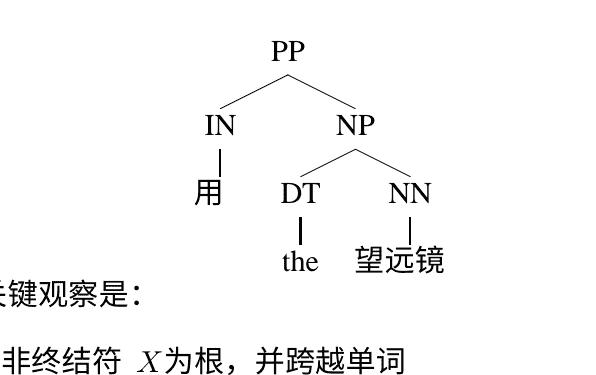 PP
IN NP
用 DT NN
the 望远镜
关键观察是：
非终结符 X为根，并跨越单词